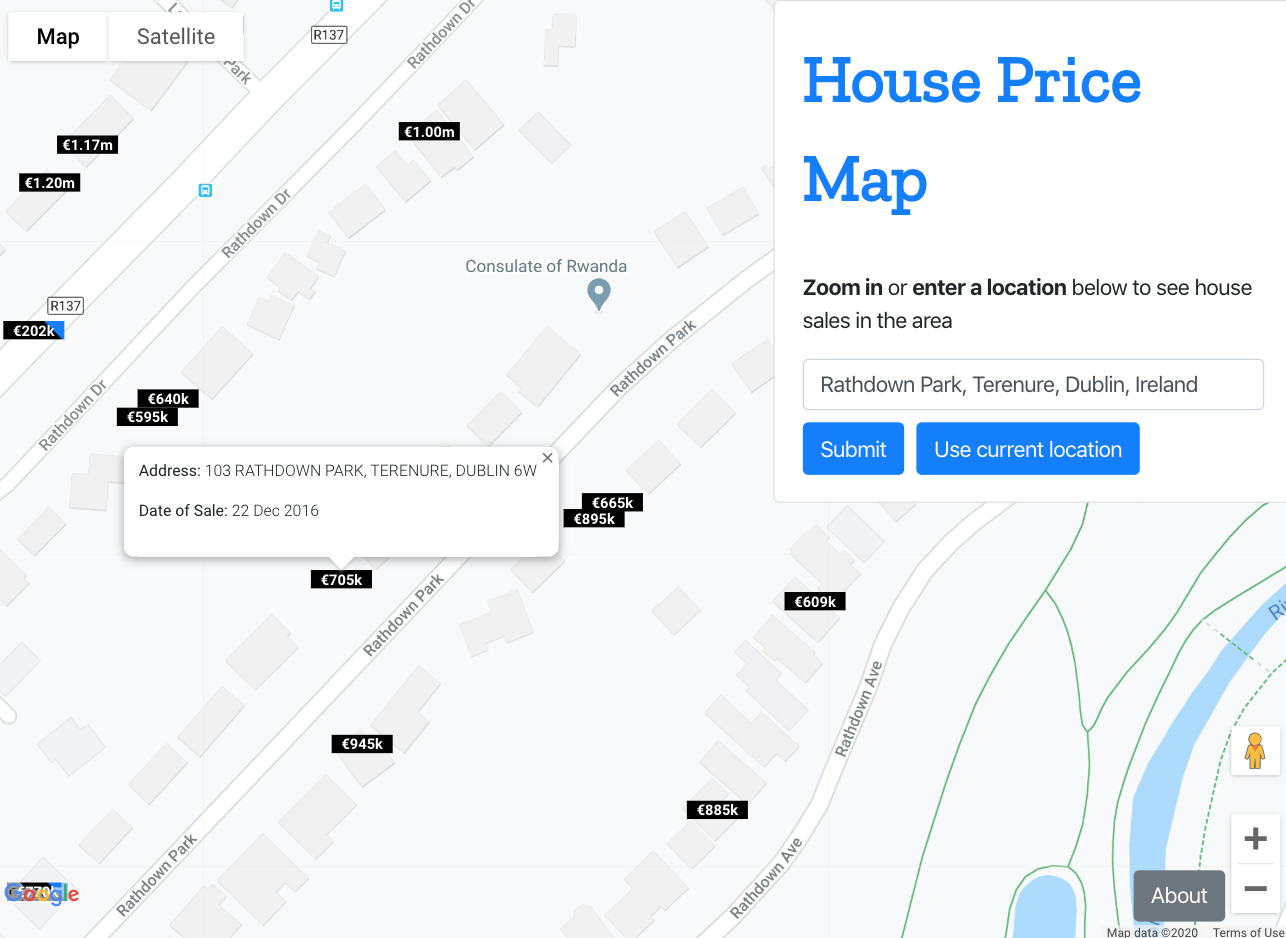 Map
Satellite
R137
Rathdown Dr
Park
€1.17m
€1.00m
€1.20m
Rathdown Dr
Consulate of Rwanda
R137
€202k
Rathdown Park
€640k
€595k
Rathdown Dr
Address: 103 RATHDOWN PARK, TERENURE, DUBLIN 6W
Date of Sale: 22 Dec 2016
€665k
€895k
€705k
Rathdown Park
€609k
Rathdown Ave
€945k
€885k
Rathdown Park
Rathdown Ave
Google
House Price
Map
Zoom in or enter a location below to see house
sales in the area
Rathdown Park, Terenure, Dublin, Ireland
Submit
Use current location
About
Map data ©2020
Terms of Use